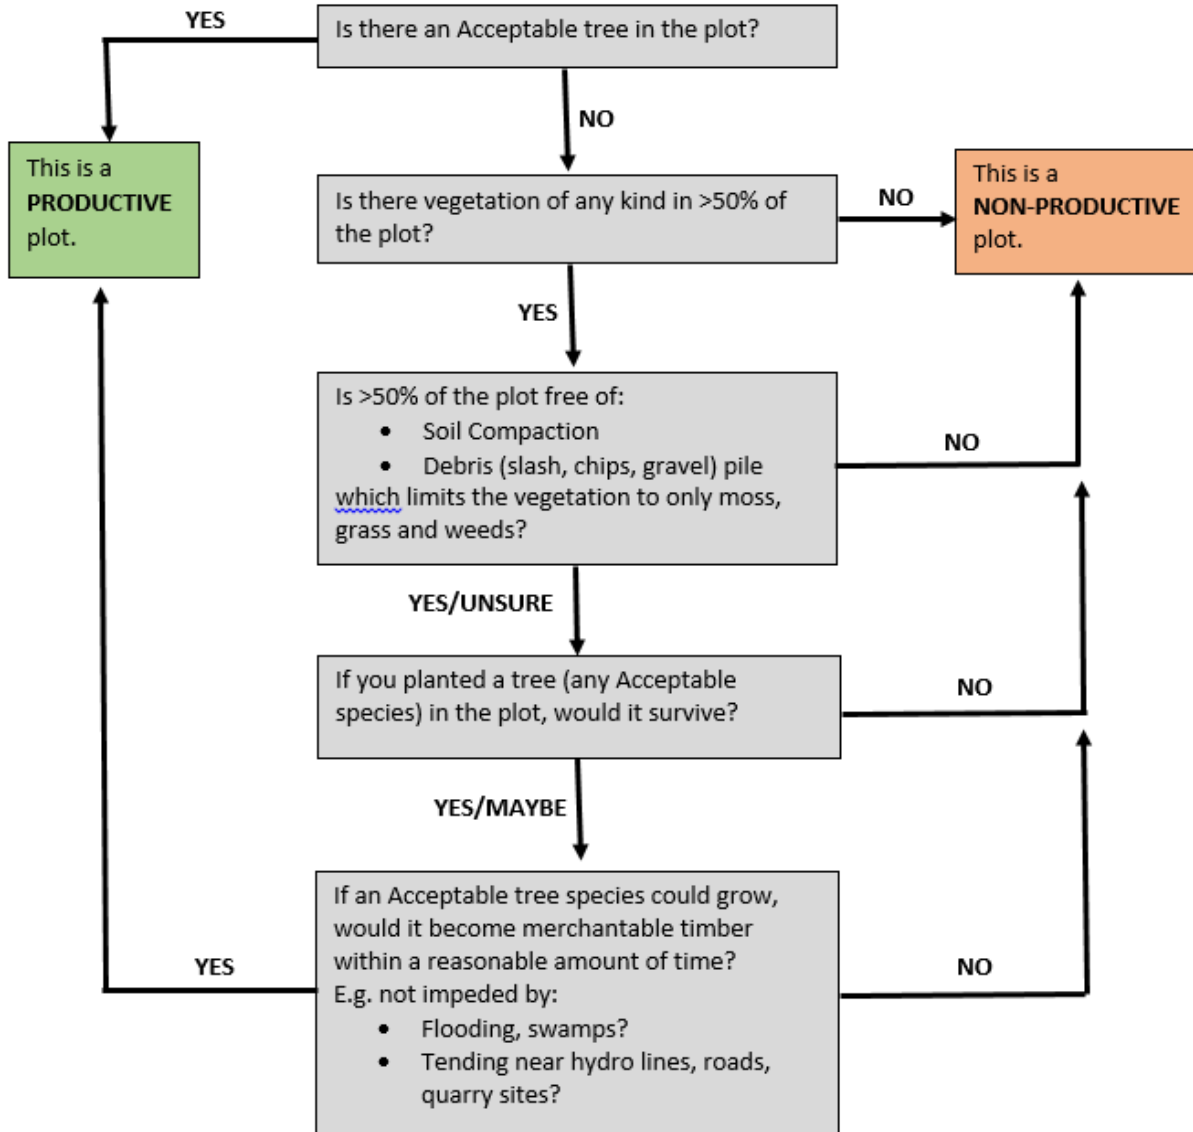 YES
Is there an Acceptable tree in the plot?
NO
This is a
PRODUCTIVE
plot.
Is there vegetation of any kind in >50% of
the plot?
NO
This is a
NON-PRODUCTIVE
plot.
YES
Is >50% of the plot free of:
• Soil Compaction
• Debris (slash, chips, gravel) pile
which limits the vegetation to only moss,
grass and weeds?
NO
YES/UNSURE
If you planted a tree (any Acceptable
species) in the plot, would it survive?
NO
YES/MAYBE
If an Acceptable tree species could grow,
would it become merchantable timber
within a reasonable amount of time?
E.g. not impeded by:
• Flooding, swamps?
• Tending near hydro lines, roads,
quarry sites?
YES
NO